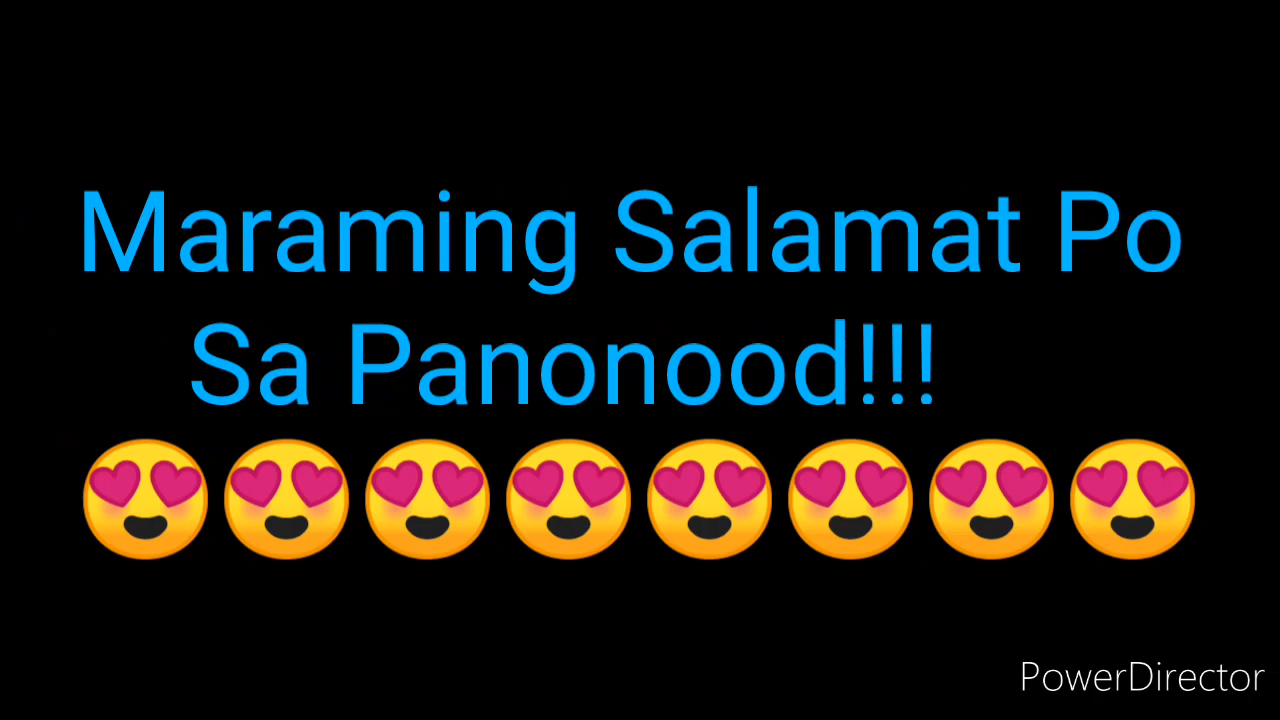 Maraming Salamat Po
Sa Panonood!!!
😍😍😍😍😍😍😍😍
PowerDirector